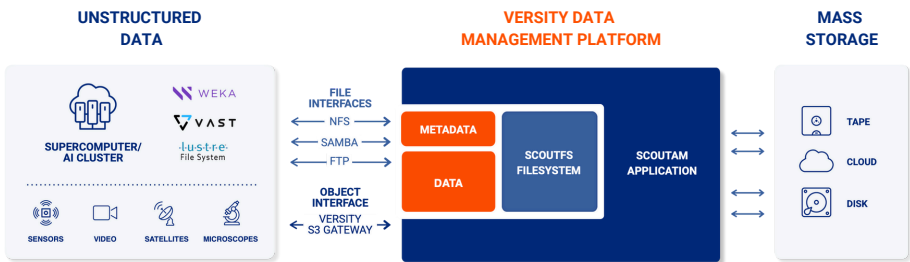 UNSTRUCTURED
DATA
VERSITY DATA
MANAGEMENT PLATFORM
MASS
STORAGE
SUPERCOMPUTER/
AI CLUSTER
WEKA
VAST
·l·u·s·t·r·e·
File System
SENSORS
VIDEO
SATELLITES
MICROSCOPES
FILE
INTERFACES
NFS
SAMBA
FTP
OBJECT
INTERFACE
VERSITY
S3 GATEWAY
METADATA
DATA
SCOUTFS
FILESYSTEM
SCOUTAM
APPLICATION
TAPE
CLOUD
DISK